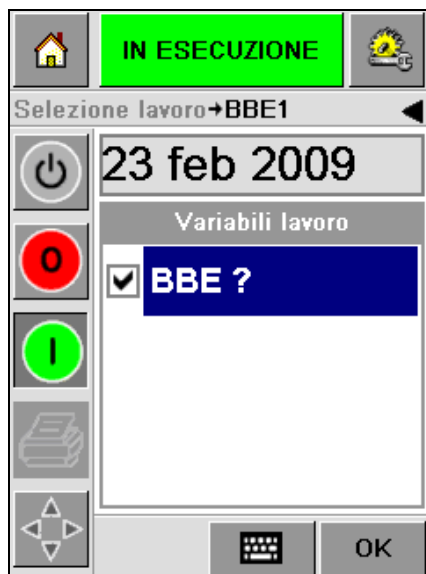 IN ESECUZIONE
Selezione lavoro→BBE1
23 feb 2009
Variabili lavoro
O
BBE ?
I
OK